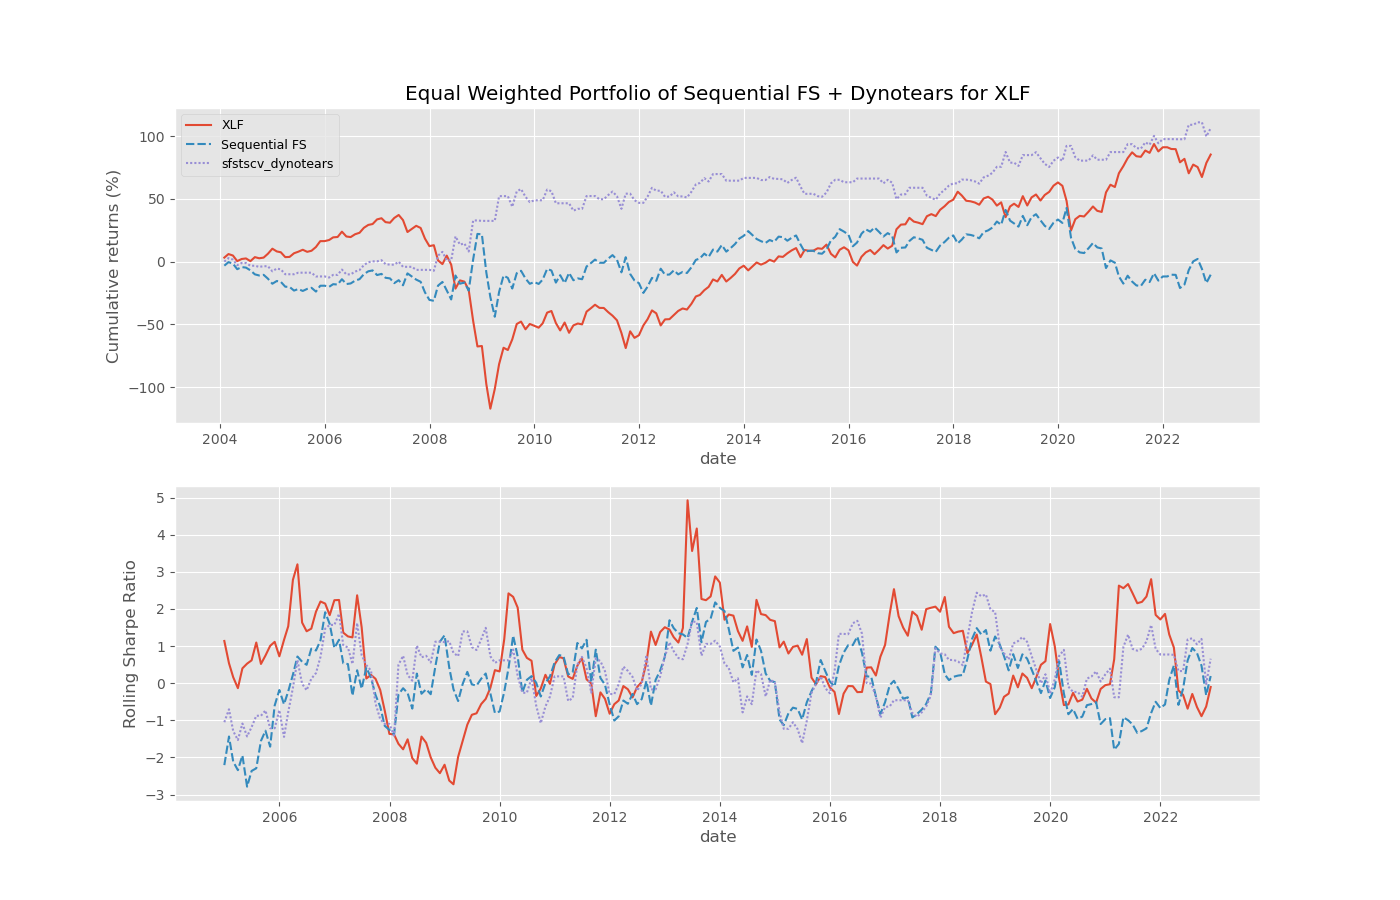 Equal Weighted Portfolio of Sequential FS + Dynotears for XLF
XLF
Sequential FS
sfstscv_dynotears
Cumulative returns (%)
100
50
0
−50
−100
2004 2006 2008 2010 2012 2014 2016 2018 2020 2022
date
Rolling Sharpe Ratio
5
4
3
2
1
0
−1
−2
−3
2006 2008 2010 2012 2014 2016 2018 2020 2022
date